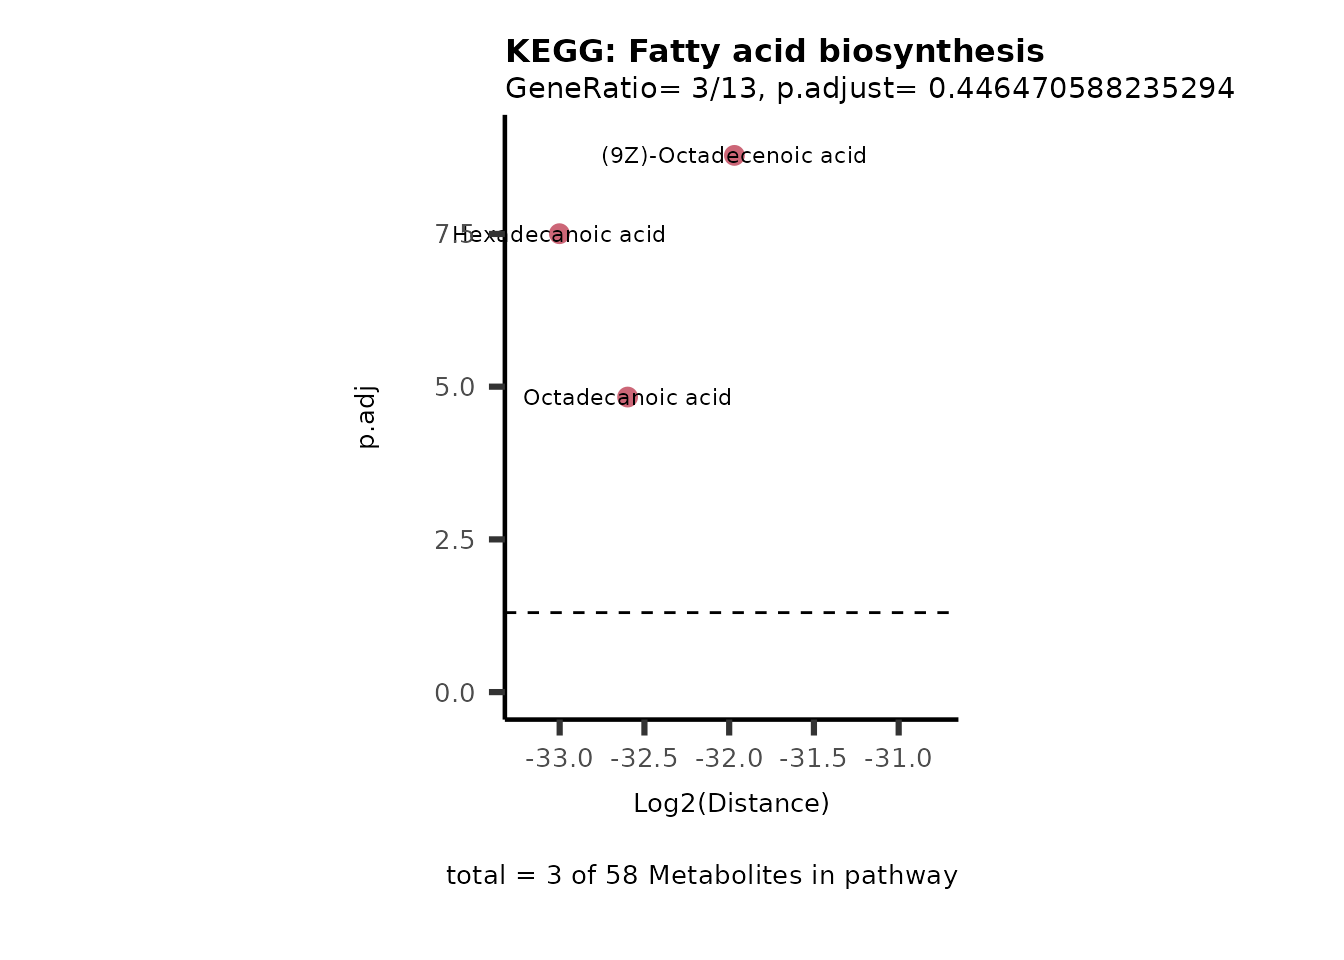 KEGG: Fatty acid biosynthesis
GeneRatio= 3/13, p.adjust= 0.446470588235294
(9Z)-Octadecenoic acid
7.5
Hexadecanoic acid
5.0
Octadecanoic acid
p.adj
2.5
0.0
-33.0 -32.5 -32.0 -31.5 -31.0
Log2(Distance)
total = 3 of 58 Metabolites in pathway